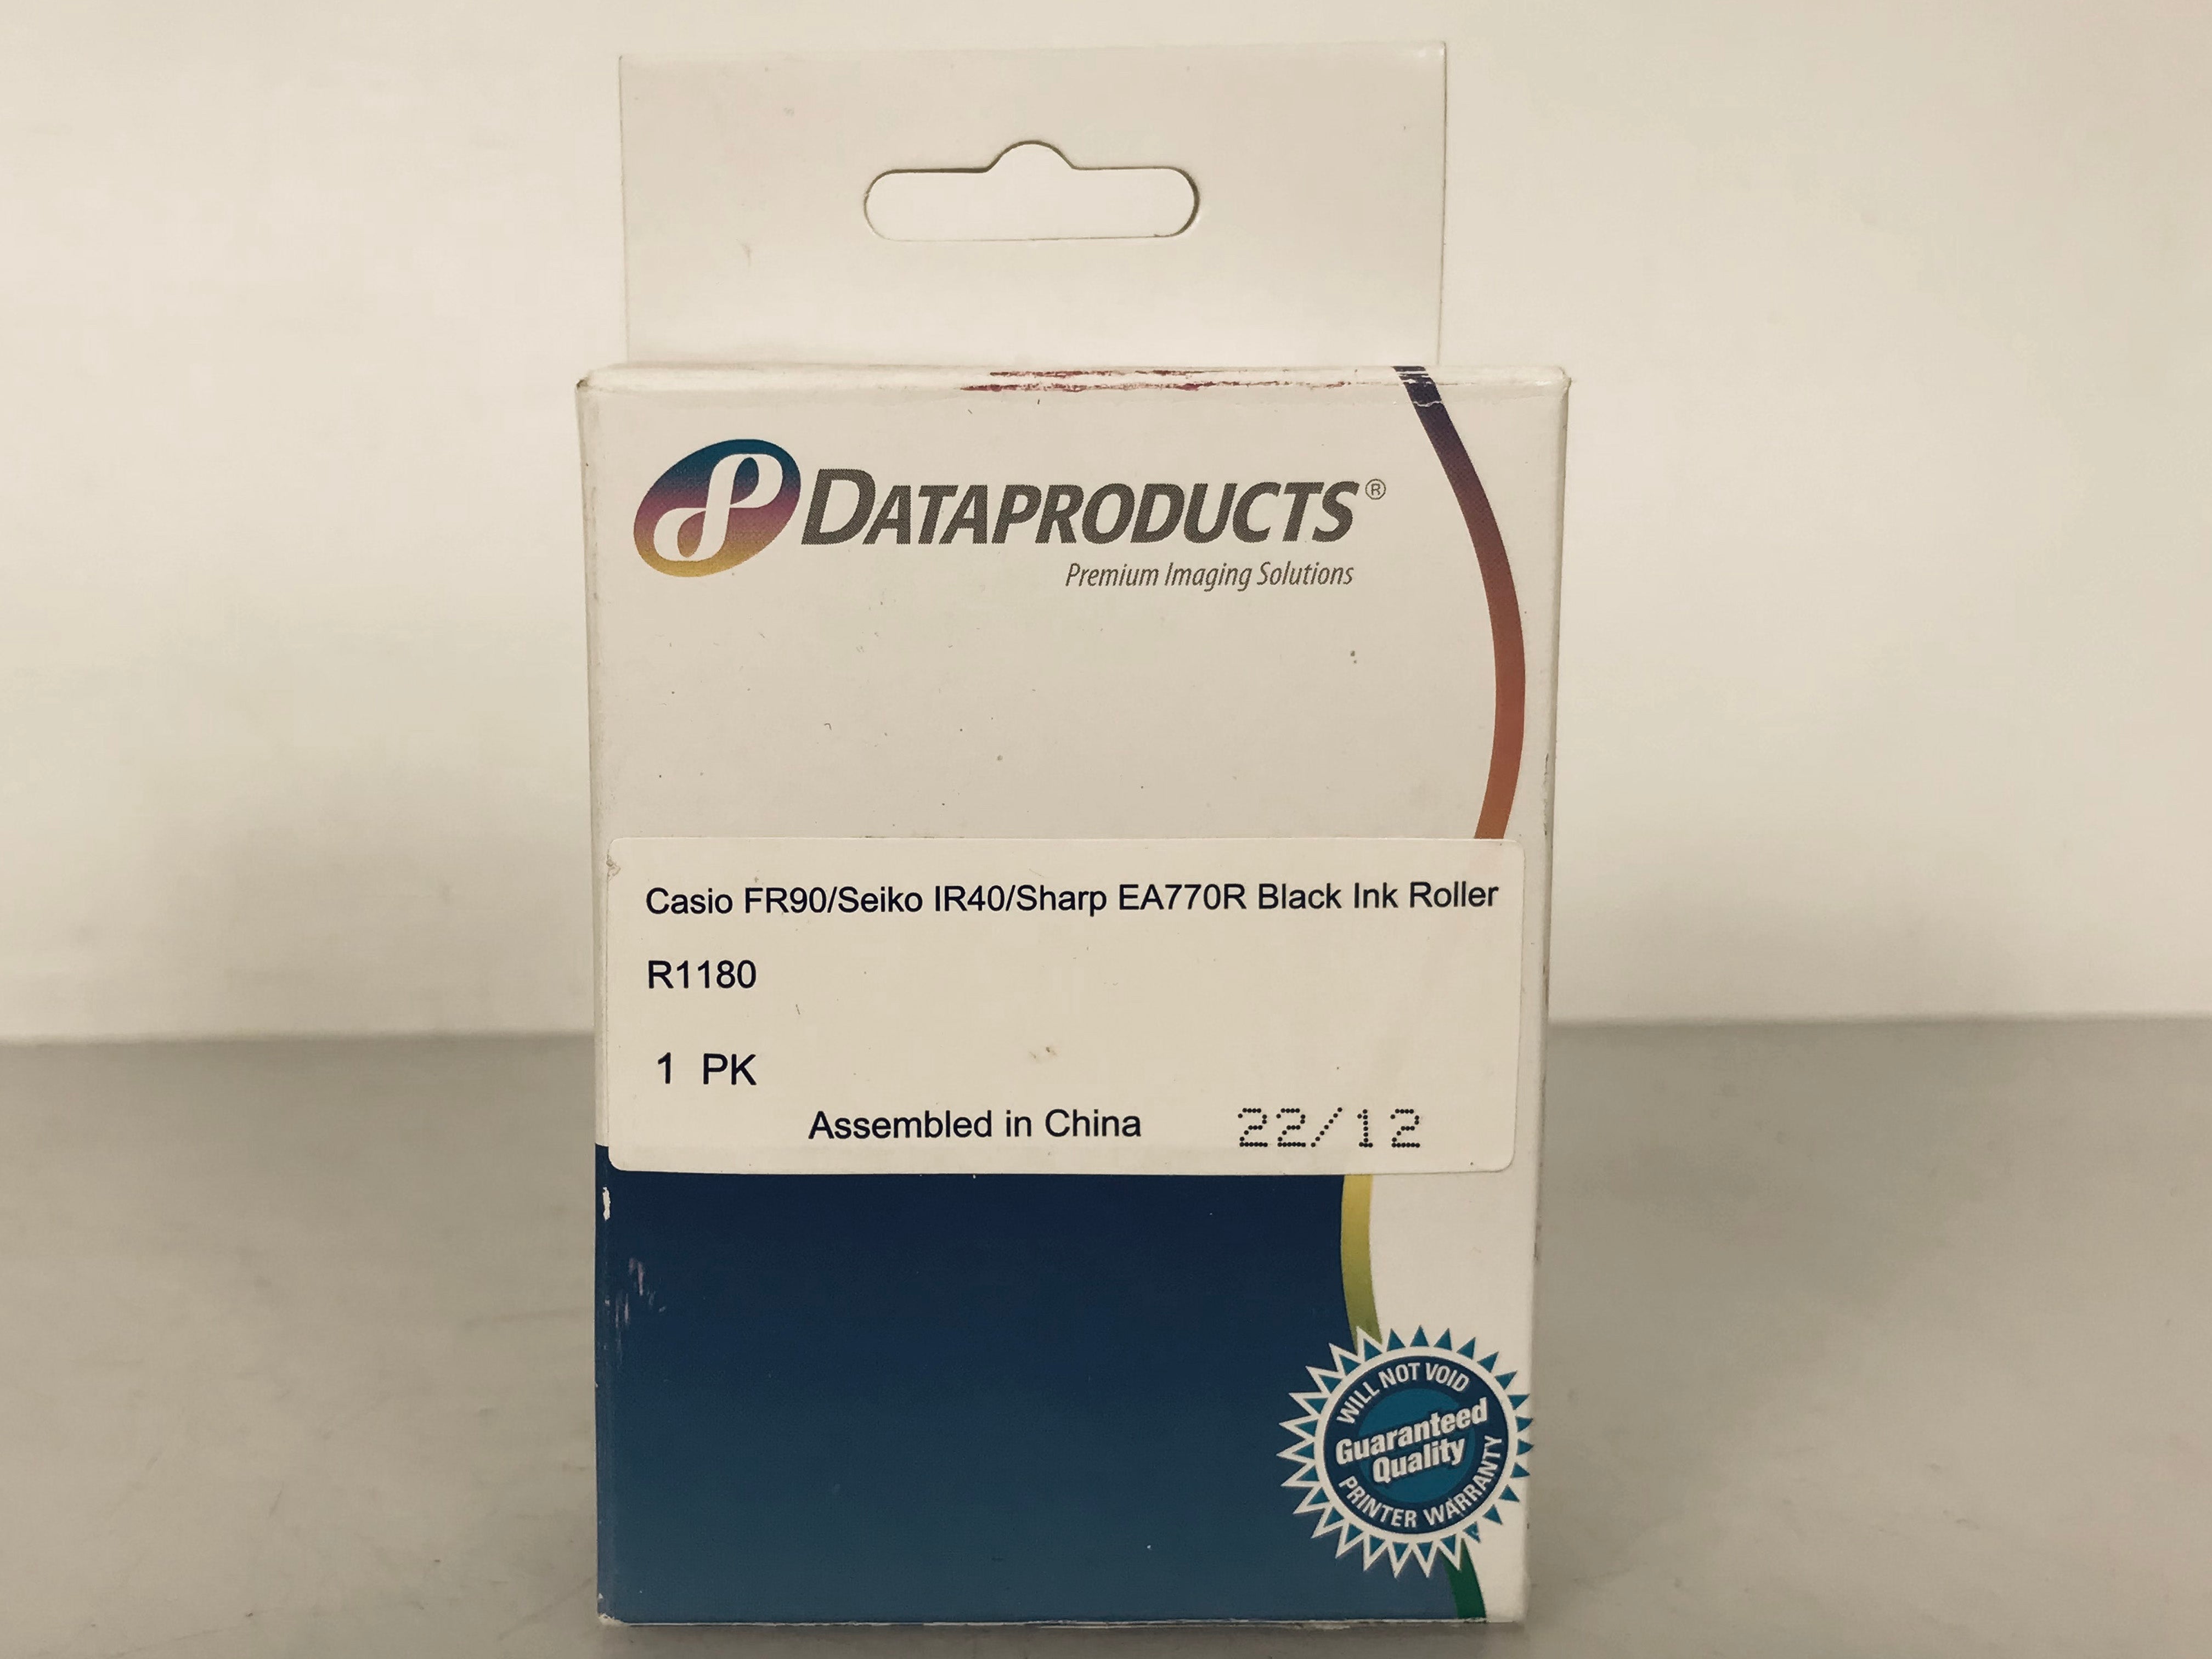 DATAPRODUCTS®
Premium Imaging Solutions
Casio FR90/Seiko IR40/Sharp EA770R Black Ink Roller
R1180
1 PK
Assembled in China 22/12
WILL NOT VOID
Guaranteed
Quality
PRINTER WARRANTY